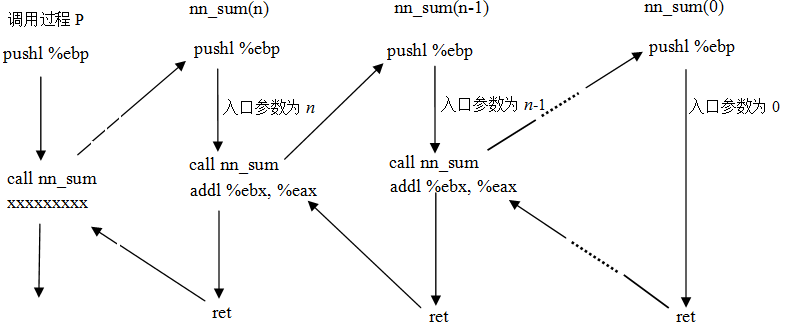 调用过程 P
pushl %ebp
call nn_sum
xxxxxxxxx
nn_sum(n)
pushl %ebp
入口参数为 n
call nn_sum
addl %ebx, %eax
ret
nn_sum(n-1)
pushl %ebp
入口参数为 n-1
call nn_sum
addl %ebx, %eax
ret
nn_sum(0)
pushl %ebp
入口参数为 0
ret